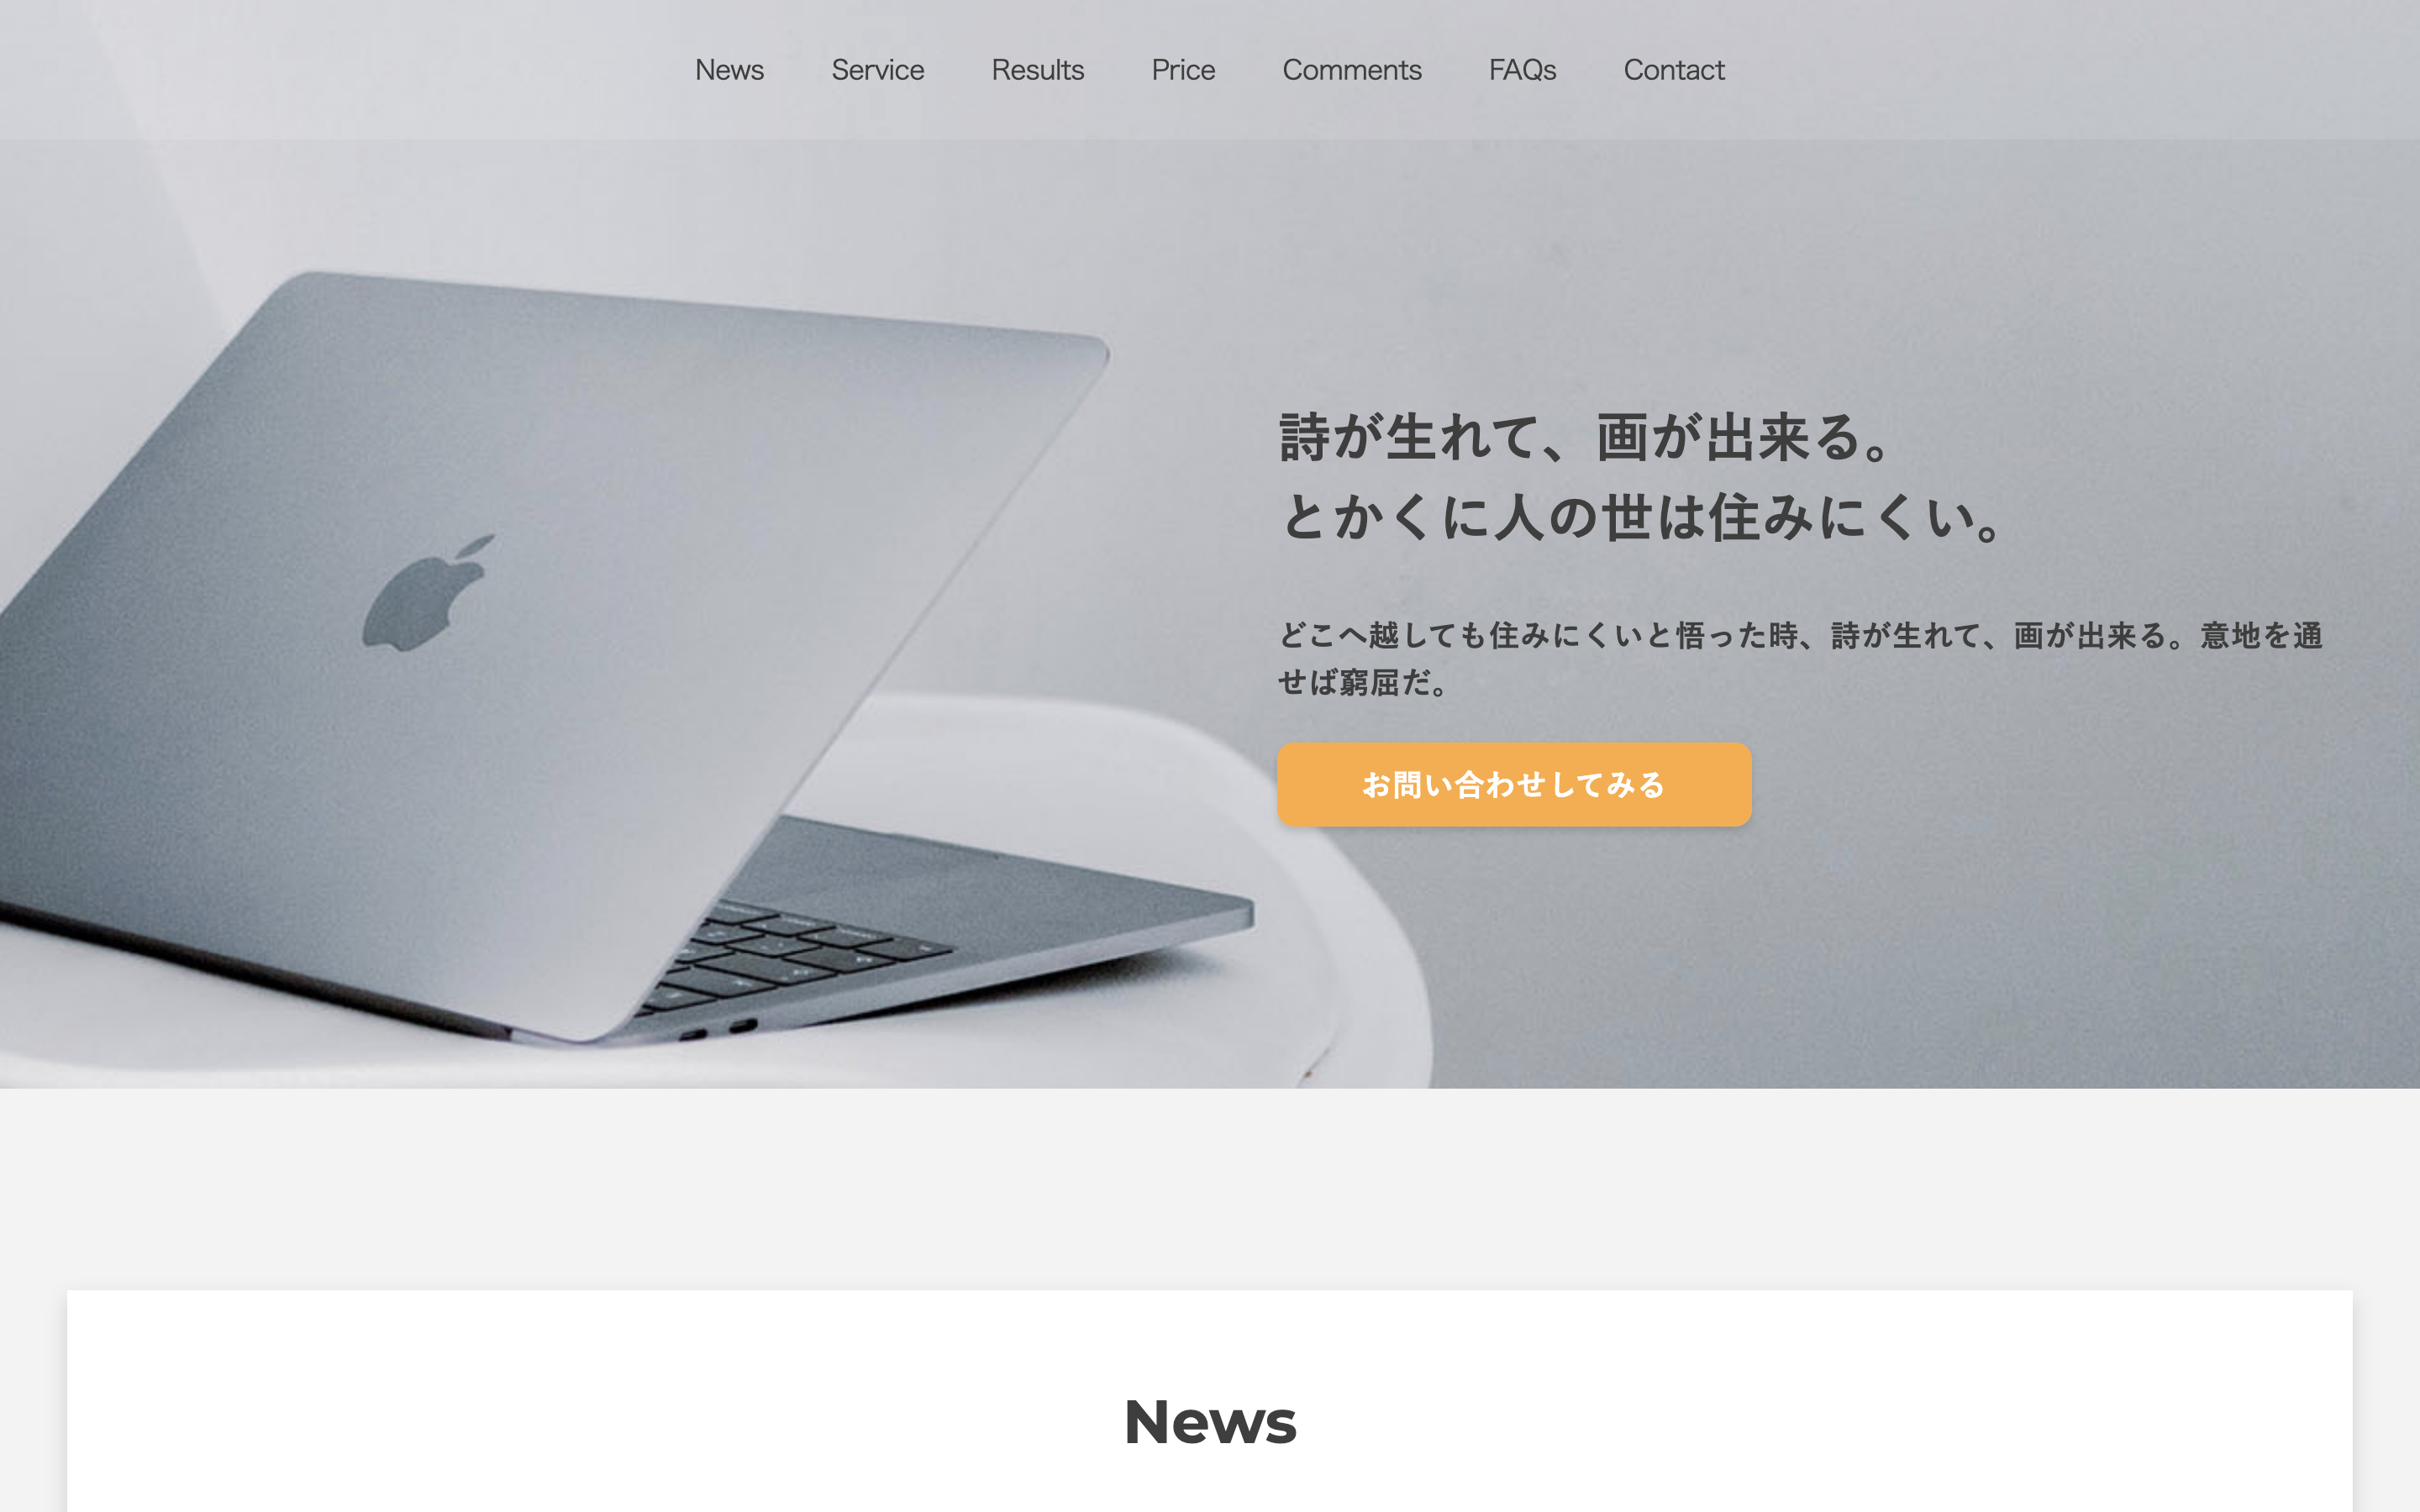 News Service Results Price Comments FAQs Contact
詩が生れて、画が出来る。
とかくに人の世は住みにくい。
どこへ越しても住みにくいと悟った時、詩が生れて、画が出来る。意地を通
せば窮屈だ。
お問い合わせしてみる
News